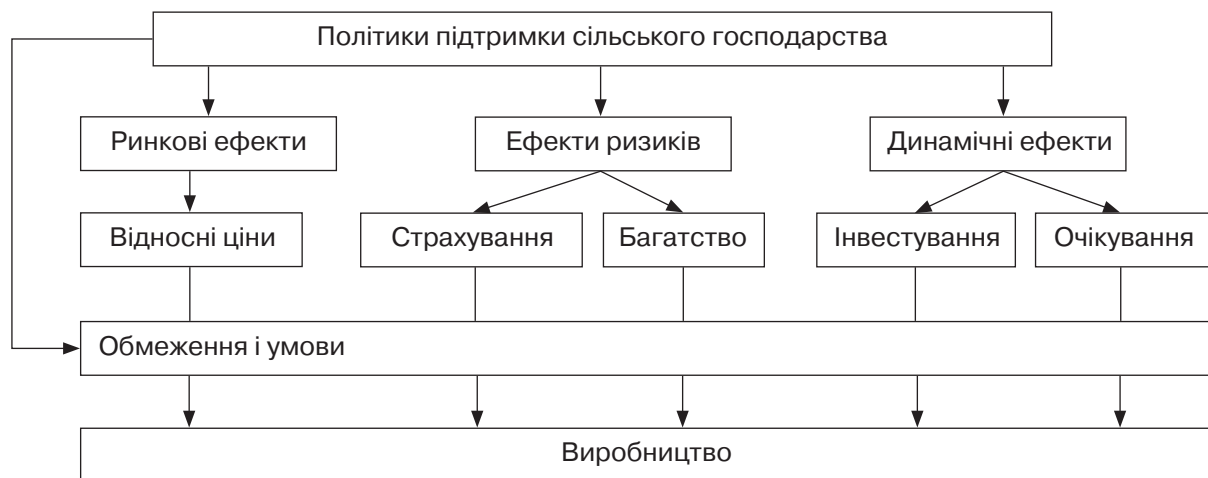 Політики підтримки сільського господарства
Ринкові ефекти
Ефекти ризиків
Динамічні ефекти
Відносні ціни
Страхування
Багатство
Інвестування
Очікування
Обмеження і умови
Виробництво